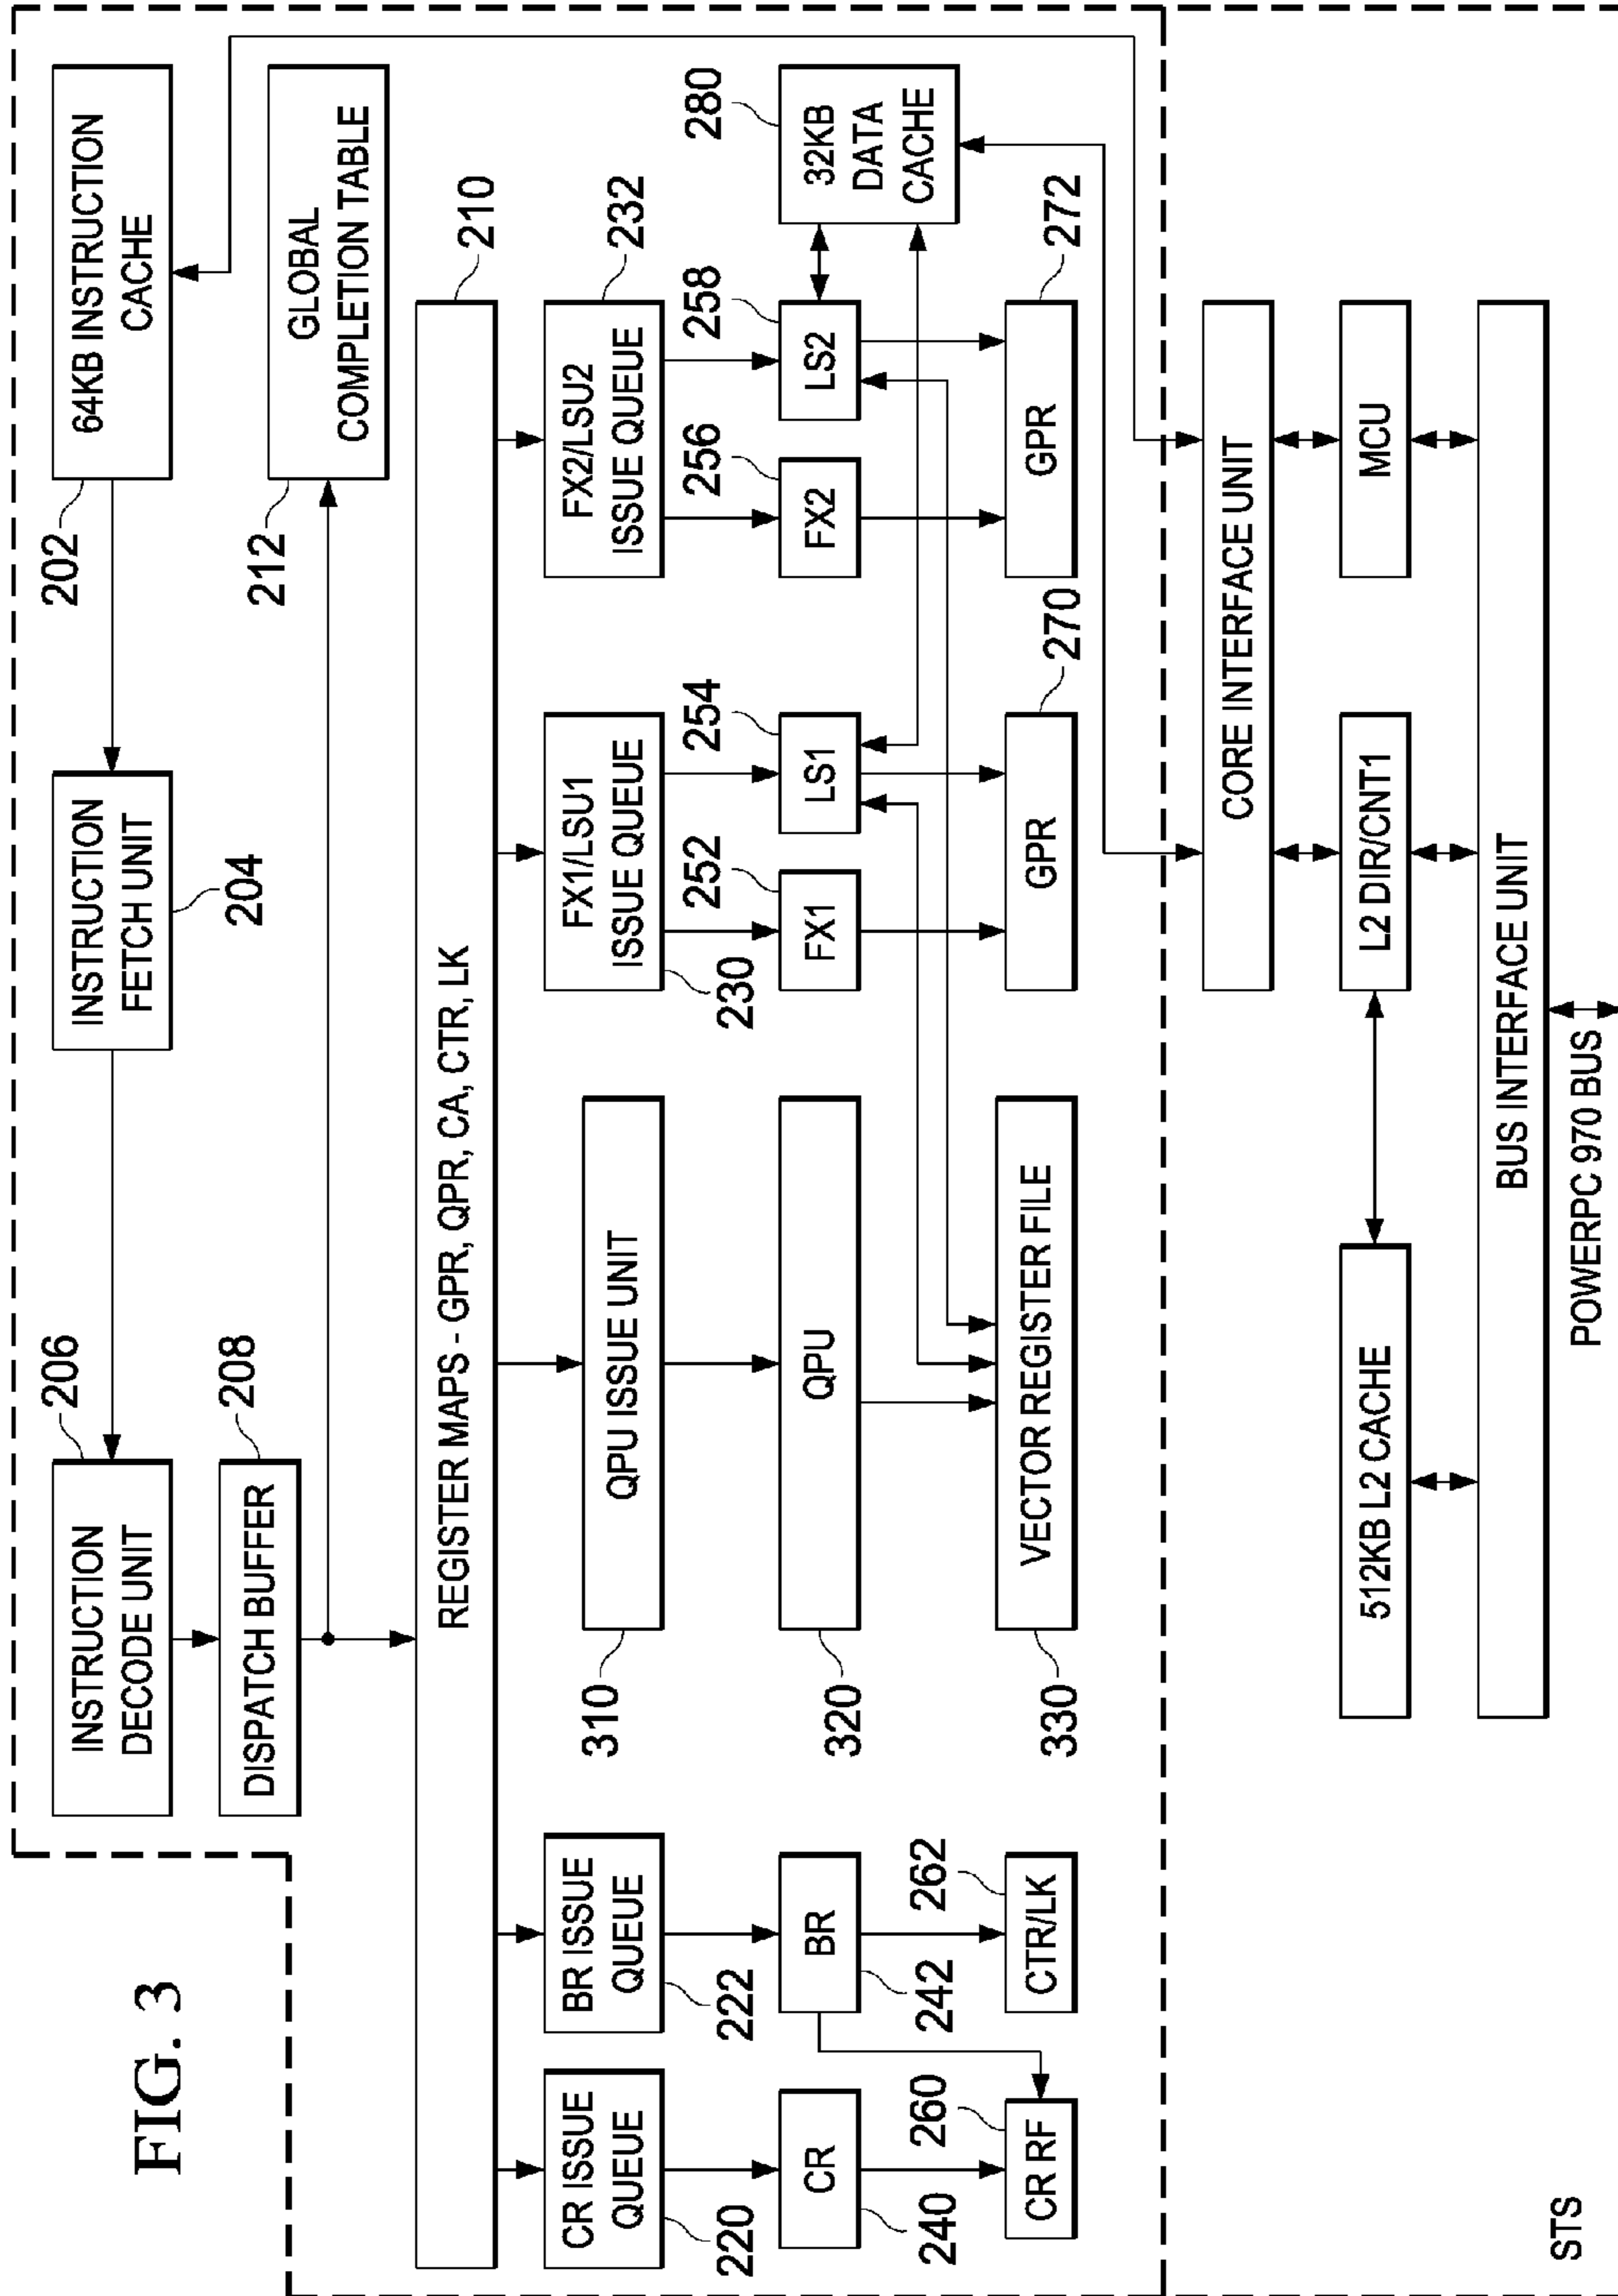 FIG. 3
206
INSTRUCTION
DECODE UNIT
INSTRUCTION
FETCH UNIT
204
202
64KB INSTRUCTION
CACHE
208
DISPATCH BUFFER
212
GLOBAL
COMPLETION TABLE
REGISTER MAPS - GPR, QPR, CA, CTR, LK
210
CR ISSUE
QUEUE
220
BR ISSUE
QUEUE
222
310
QPU ISSUE UNIT
FX1/LSU1
ISSUE QUEUE
230
FX2/LSU2
ISSUE QUEUE
232
CR
240
BR
242
320
QPU
252
FX1
254
LS1
256
FX2
258
LS2
280
32KB
DATA
CACHE
260
CR RF
262
CTR/LK
330
VECTOR REGISTER FILE
GPR
270
GPR
272
CORE INTERFACE UNIT
512KB L2 CACHE
L2 DIR/CNT1
MCU
BUS INTERFACE UNIT
STS
POWERPC 970 BUS